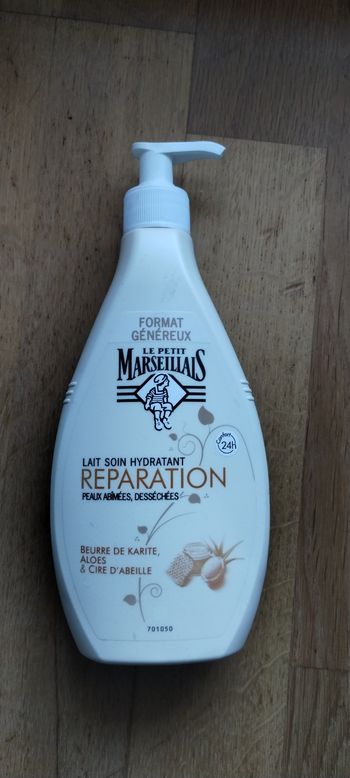 FORMAT
GÉNÉREUX
LE PETIT
MARSEILLAIS
Confort
24H
LAIT SOIN HYDRATANT
REPARATION
PEAUX ABÎMÉES, DESSÉCHÉES
BEURRE DE KARITE,
ALOES
& CIRE D'ABEILLE
701050